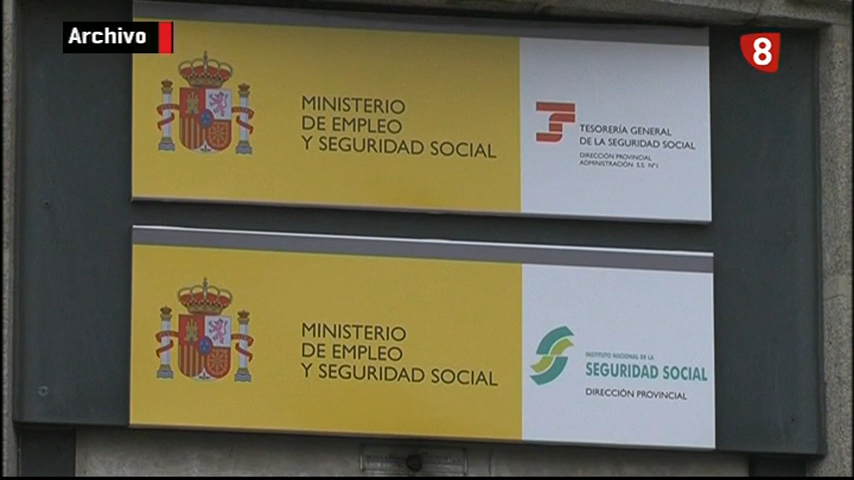 Archivo
8
MINISTERIO
DE EMPLEO
Y SEGURIDAD SOCIAL
TESORERÍA GENERAL
DE LA SEGURIDAD SOCIAL
DIRECCIÓN PROVINCIAL
ADMINISTRACIÓN S.S. Nº1
MINISTERIO
DE EMPLEO
Y SEGURIDAD SOCIAL
INSTITUTO NACIONAL DE LA
SEGURIDAD SOCIAL
DIRECCIÓN PROVINCIAL